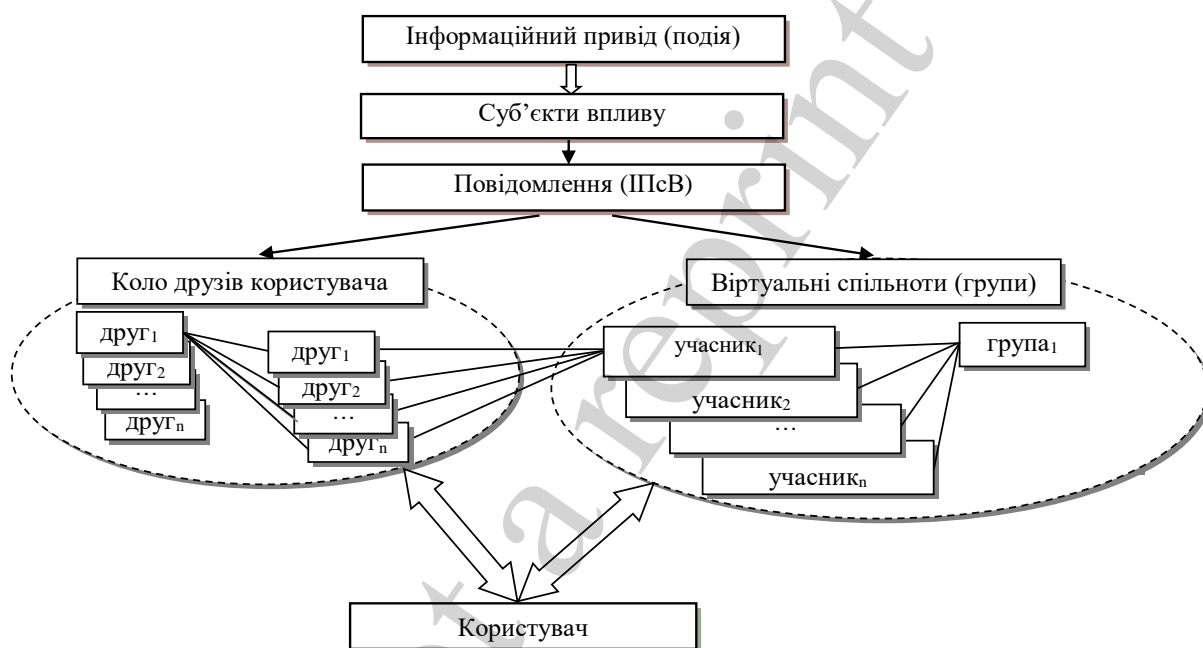 Інформаційний привід (подія)
Суб’єкти впливу
Повідомлення (ІПсВ)
Коло друзів користувача
Віртуальні спільноти (групи)
друг₁
друг₂
…
другₙ
друг₁
друг₂
…
другₙ
учасник₁
учасник₂
…
учасникₙ
група₁
Користувач
t a reprint